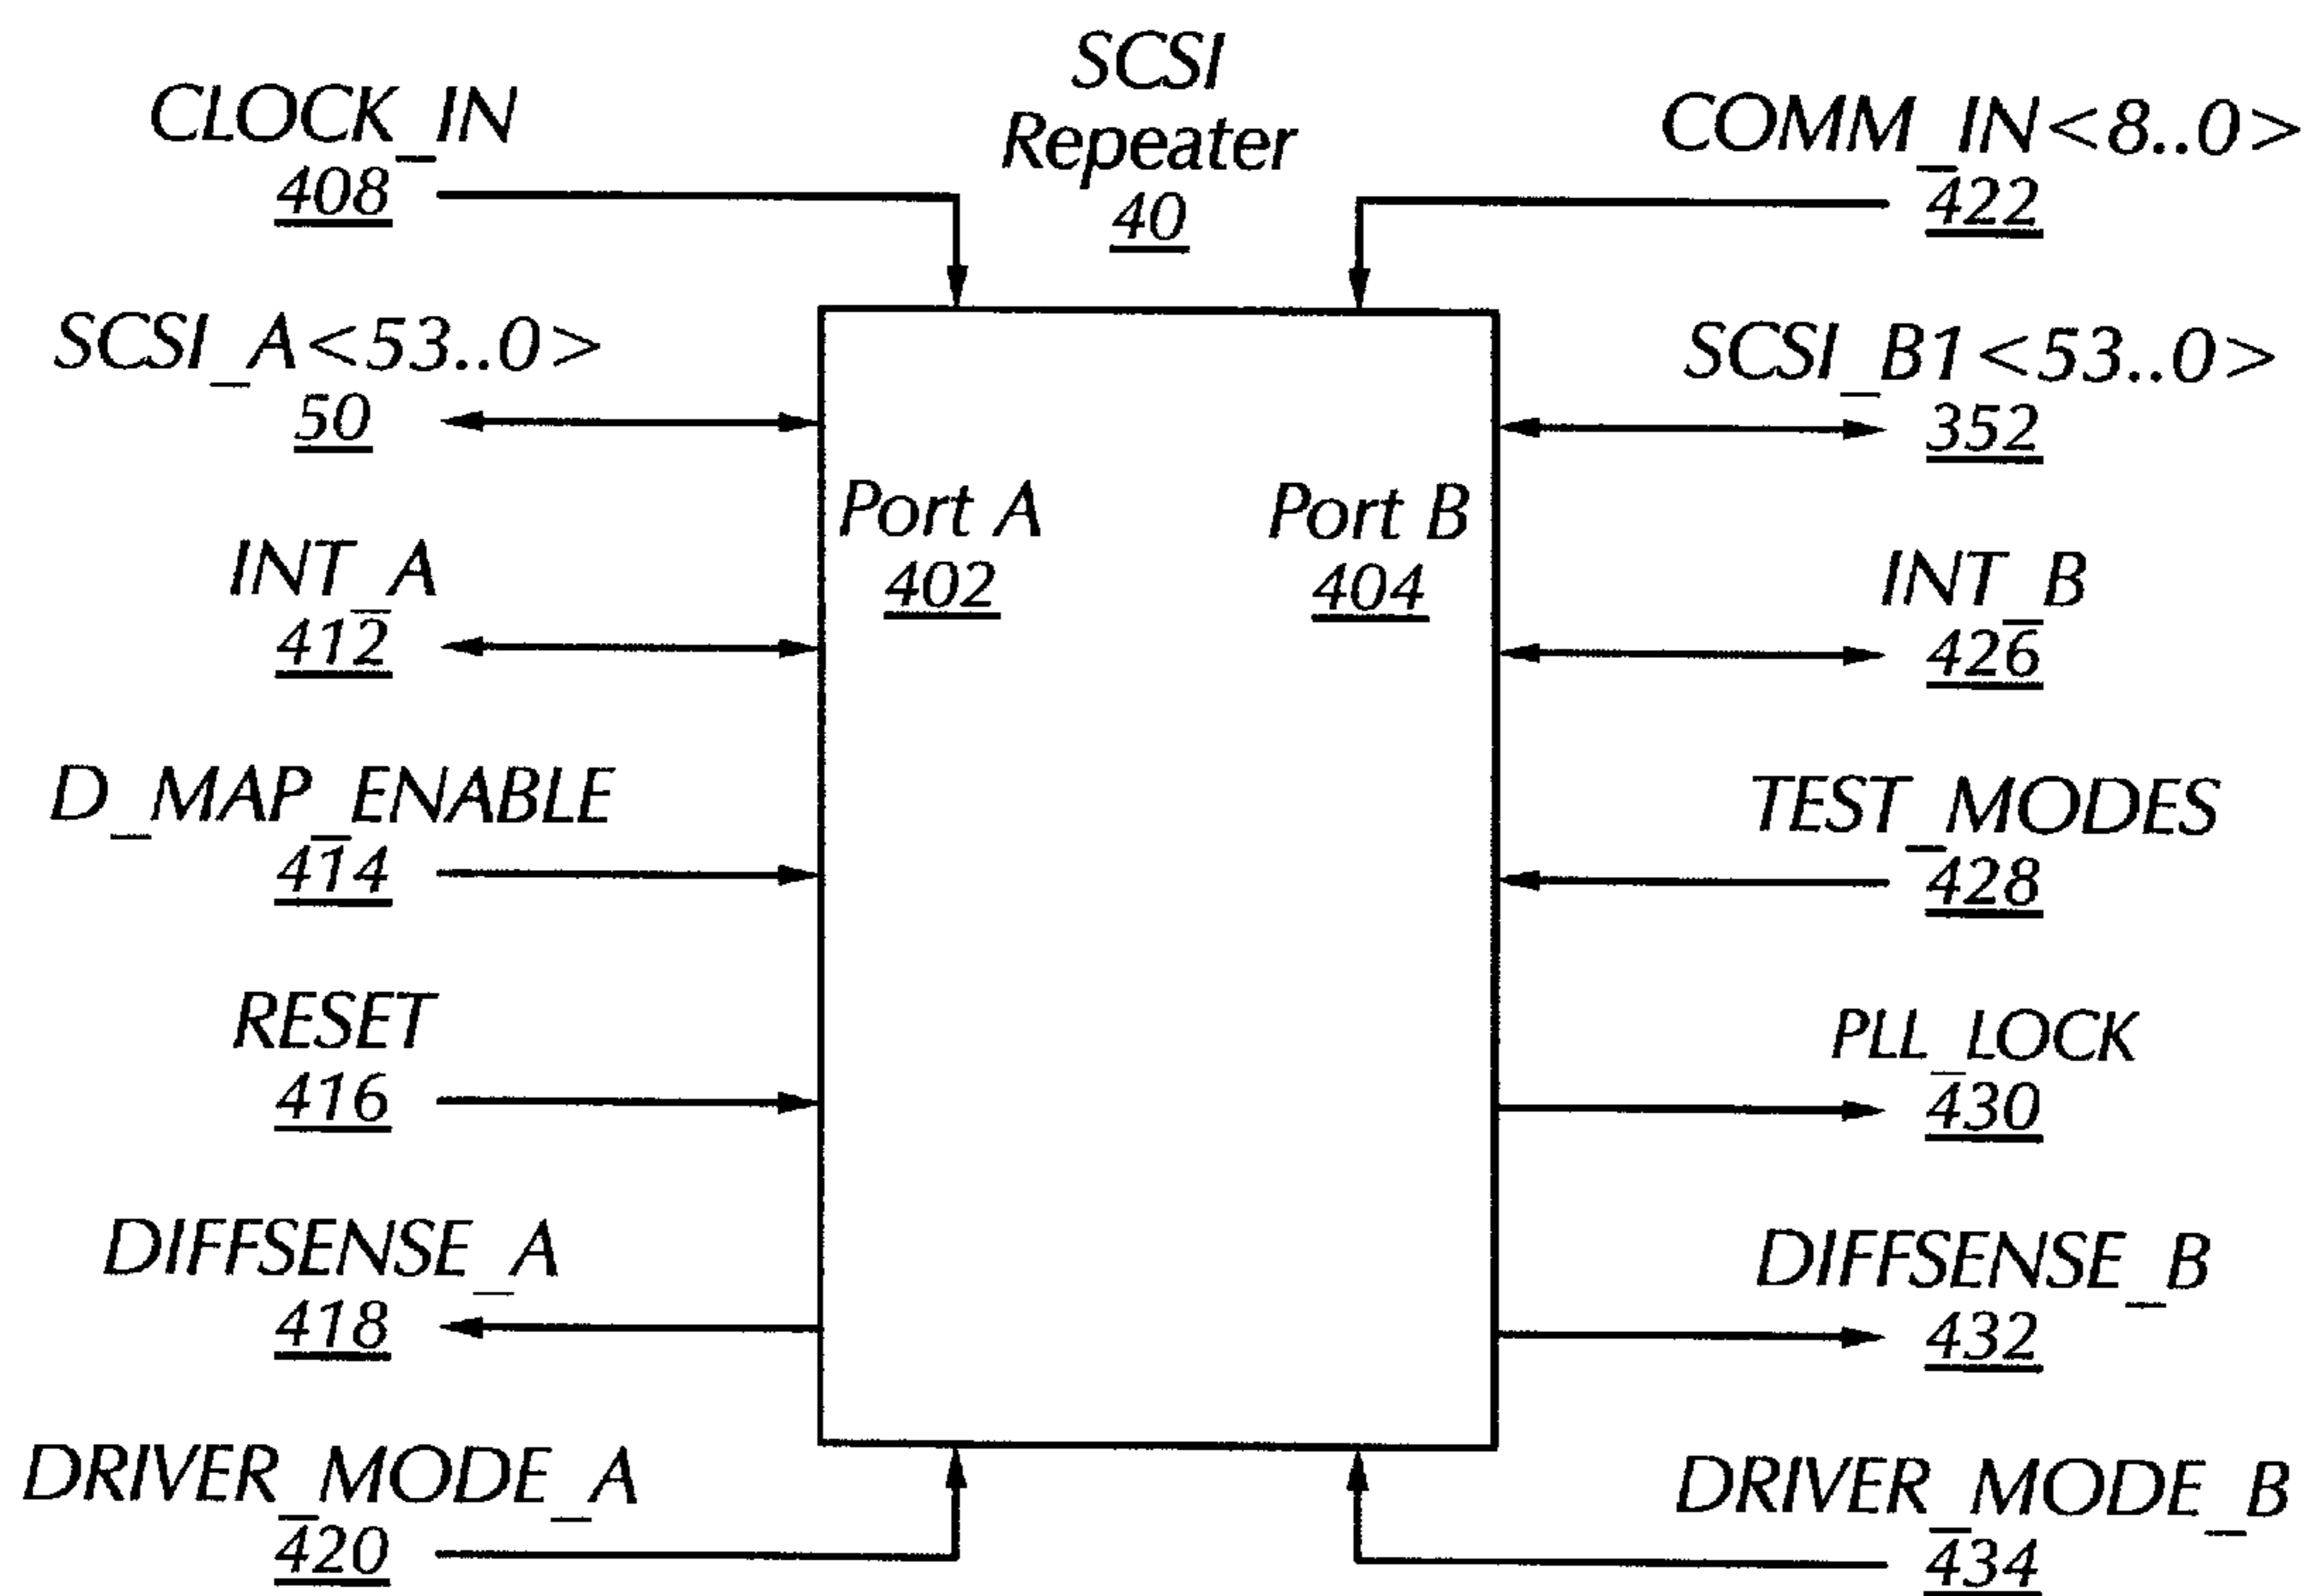 SCSI
Repeater
40
CLOCK_IN
408
COMM_IN<8..0>
422
SCSI_A<53..0>
50
SCSI_B1<53..0>
352
Port A
402
Port B
404
INT_A
412
INT_B
426
D_MAP_ENABLE
414
TEST_MODES
428
RESET
416
PLL_LOCK
430
DIFFSENSE_A
418
DIFFSENSE_B
432
DRIVER_MODE_A
420
DRIVER_MODE_B
434